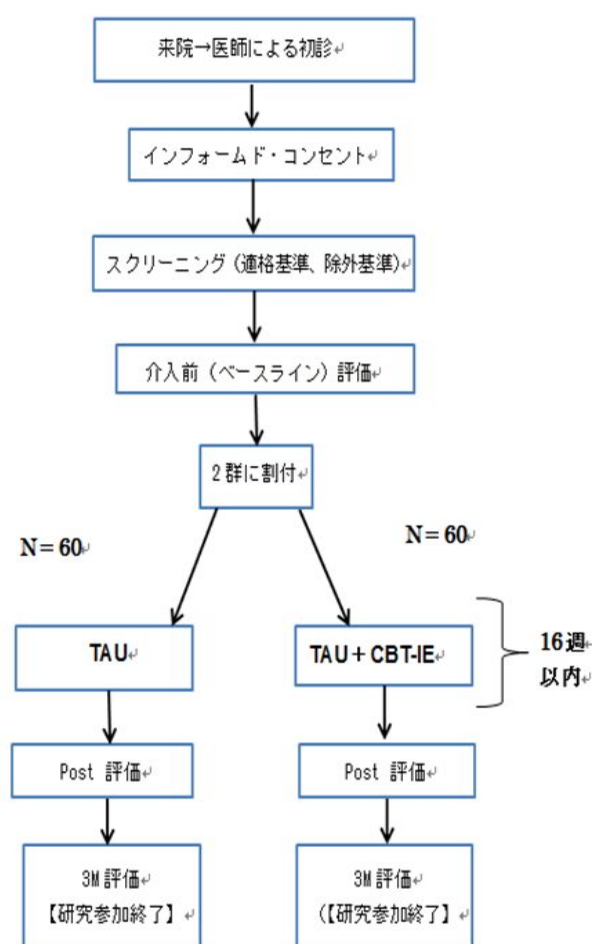 来院→医師による初診↵
インフォームド・コンセント↵
スクリーニング（適格基準、除外基準）↵
介入前（ベースライン）評価↵
2群に割付↵
N=60↵
N=60↵
TAU↵
TAU+CBT-IE↵
16週
以内↵
Post 評価↵
Post 評価↵
3M評価↵
【研究参加終了】↵
3M評価↵
（【研究参加終了】↵